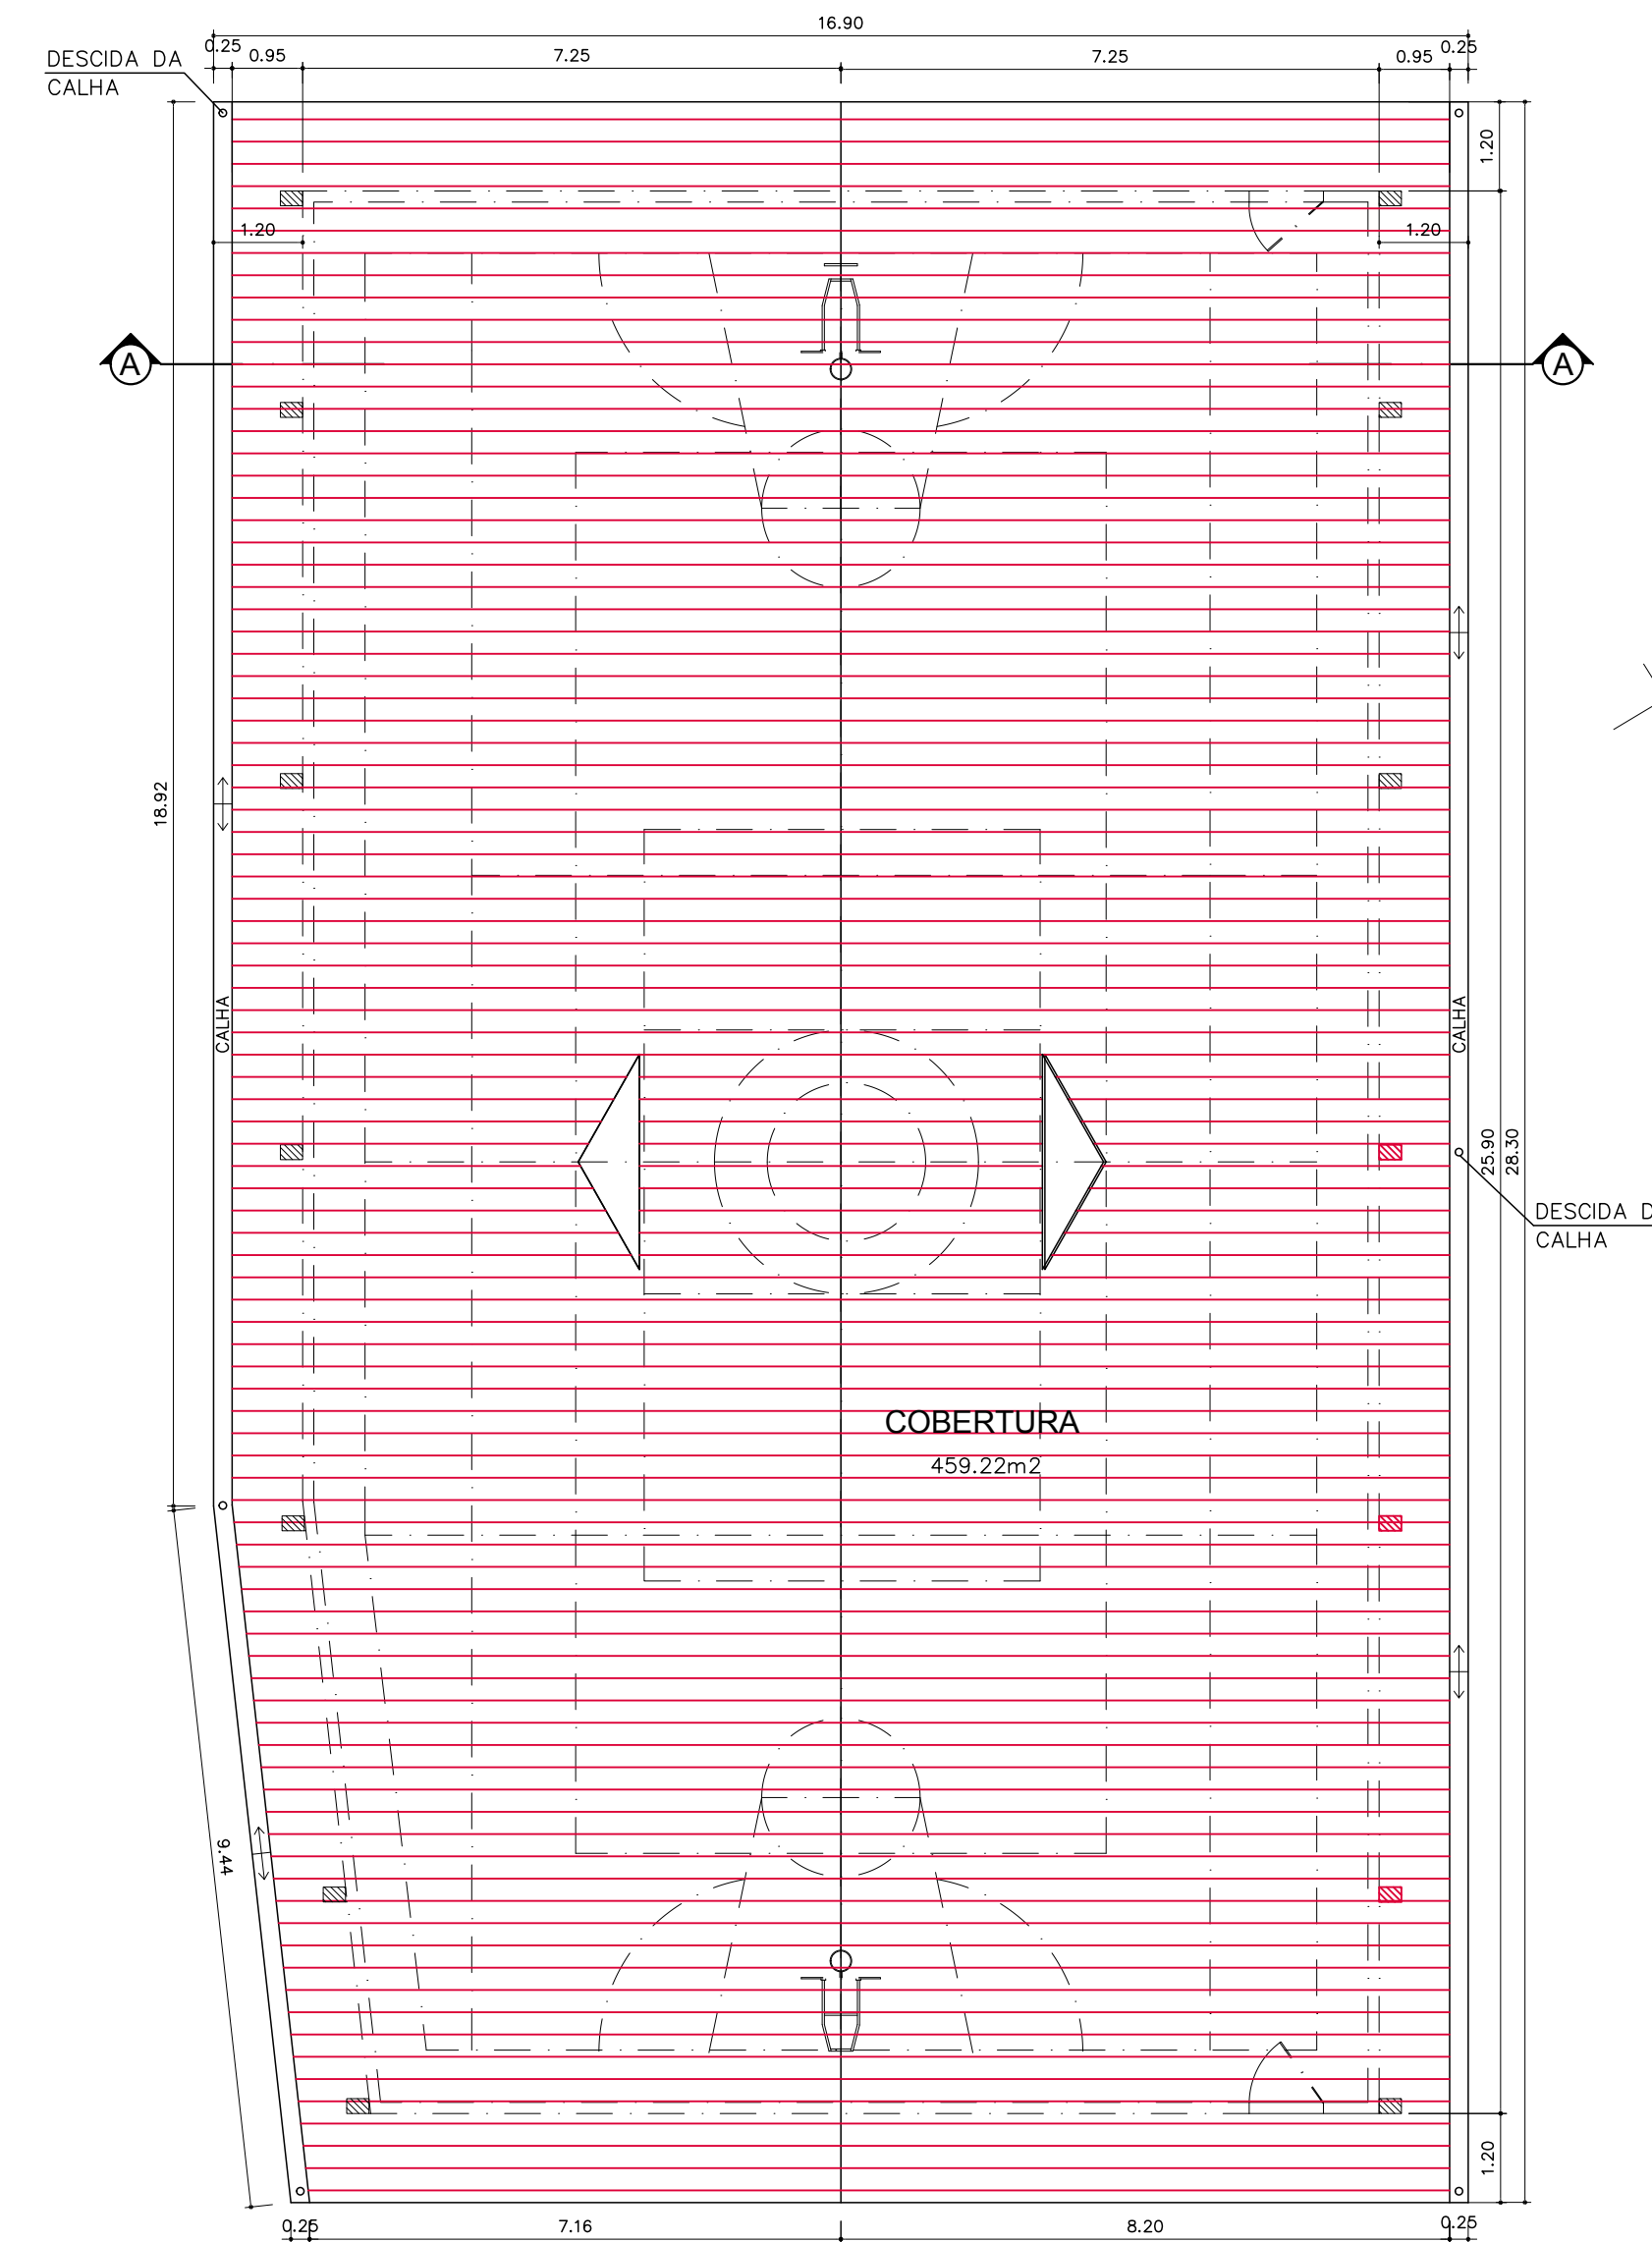 16.90
0.25 0.95 7.25 7.25 0.95 0.25
DESCIDA DA
CALHA
1.20
1.20 1.20
A A
18.92
CALHA CALHA
25.90
28.30
DESCIDA D
CALHA
COBERTURA
459.22m2
9.44
1.20
0.25 7.16 8.20 0.25